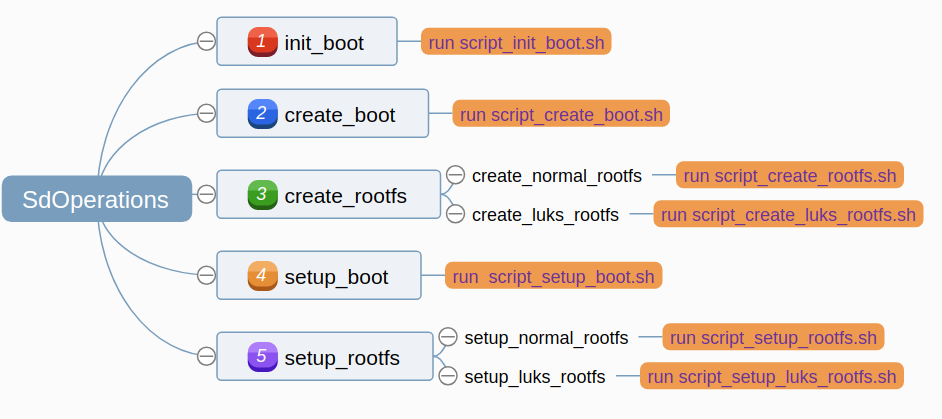 SdOperations
1 init_boot run script_init_boot.sh
2 create_boot run script_create_boot.sh
3 create_rootfs
create_normal_rootfs run script_create_rootfs.sh
create_luks_rootfs run script_create_luks_rootfs.sh
4 setup_boot run script_setup_boot.sh
5 setup_rootfs
setup_normal_rootfs run script_setup_rootfs.sh
setup_luks_rootfs run script_setup_luks_rootfs.sh